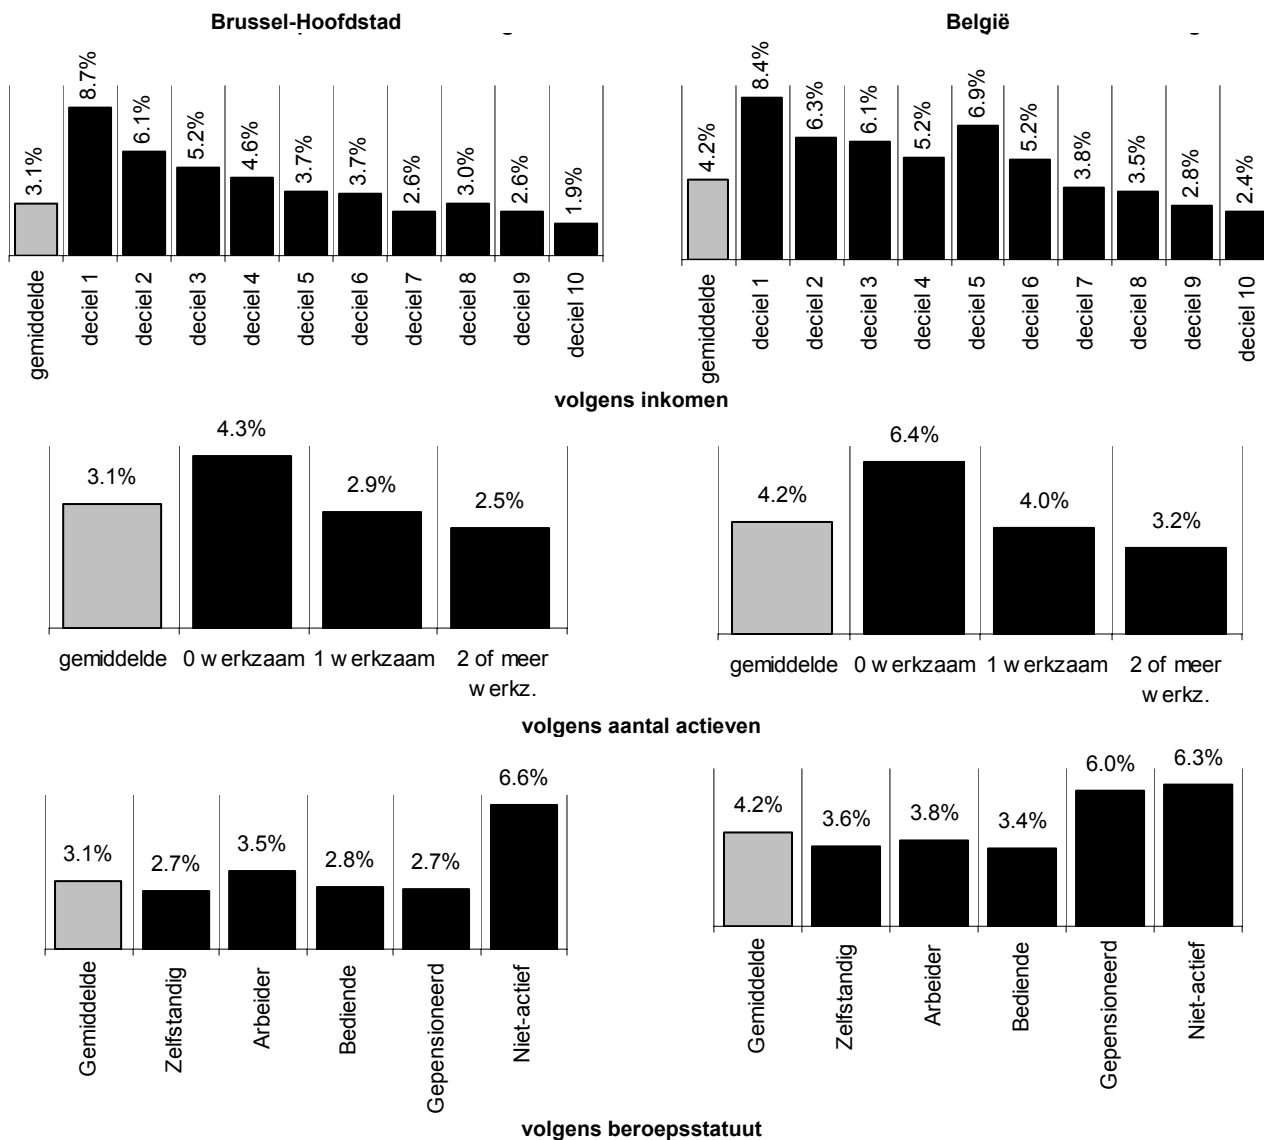 Brussel-Hoofdstad
België
3.1%
8.7%
6.1%
5.2%
4.6%
3.7%
3.7%
2.6%
3.0%
2.6%
1.9%
gemiddelde
deciel 1
deciel 2
deciel 3
deciel 4
deciel 5
deciel 6
deciel 7
deciel 8
deciel 9
deciel 10
4.2%
8.4%
6.3%
6.1%
5.2%
6.9%
5.2%
3.8%
3.5%
2.8%
2.4%
gemiddelde
deciel 1
deciel 2
deciel 3
deciel 4
deciel 5
deciel 6
deciel 7
deciel 8
deciel 9
deciel 10
volgens inkomen
3.1%
4.3%
2.9%
2.5%
gemiddelde
0 werkzaam
1 werkzaam
2 of meer
werkz.
4.2%
6.4%
4.0%
3.2%
gemiddelde
0 werkzaam
1 werkzaam
2 of meer
werkz.
volgens aantal actieven
3.1%
2.7%
3.5%
2.8%
2.7%
6.6%
Gemiddelde
Zelfstandig
Arbeider
Bediende
Gepensioneerd
Niet-actief
4.2%
3.6%
3.8%
3.4%
6.0%
6.3%
Gemiddelde
Zelfstandig
Arbeider
Bediende
Gepensioneerd
Niet-actief
volgens beroepsstatuut